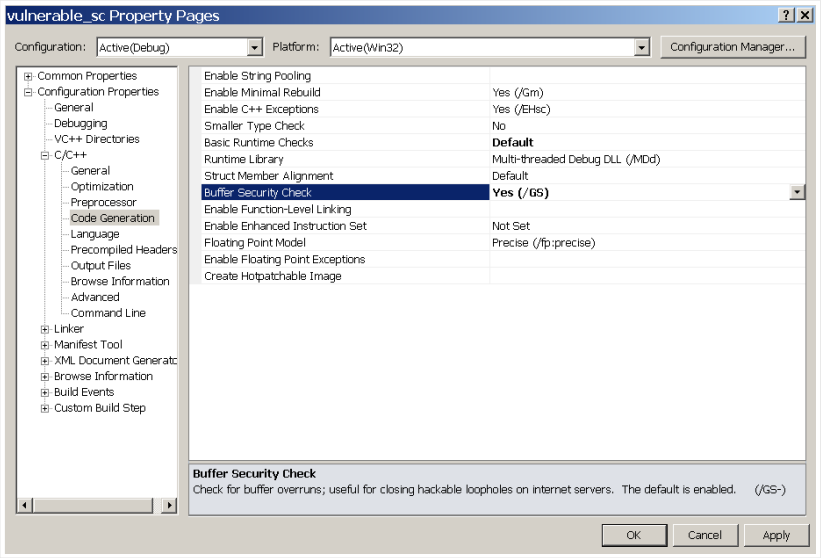 vulnerable_sc Property Pages
Configuration: Active(Debug) Platform: Active(Win32) Configuration Manager...
Common Properties
Configuration Properties
General
Debugging
VC++ Directories
C/C++
General
Optimization
Preprocessor
Code Generation
Language
Precompiled Headers
Output Files
Browse Information
Advanced
Command Line
Linker
Manifest Tool
XML Document Generatc
Browse Information
Build Events
Custom Build Step
Enable String Pooling
Enable Minimal Rebuild Yes (/Gm)
Enable C++ Exceptions Yes (/EHsc)
Smaller Type Check No
Basic Runtime Checks Default
Runtime Library Multi-threaded Debug DLL (/MDd)
Struct Member Alignment Default
Buffer Security Check Yes (/GS)
Enable Function-Level Linking
Enable Enhanced Instruction Set Not Set
Floating Point Model Precise (/fp:precise)
Enable Floating Point Exceptions
Create Hotpatchable Image
Buffer Security Check
Check for buffer overruns; useful for closing hackable loopholes on internet servers. The default is enabled. (/GS-)
OK Cancel Apply